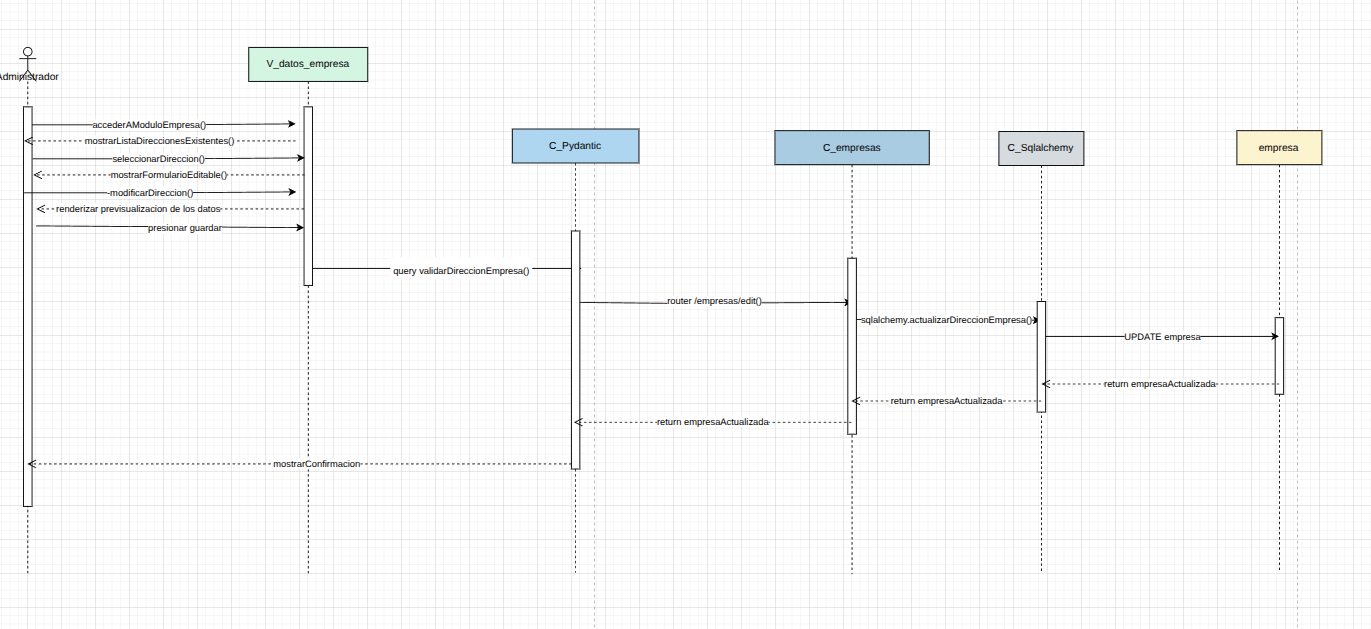 Administrador
V_datos_empresa
C_Pydantic
C_empresas
C_Sqlalchemy
empresa
accederAModuloEmpresa()
mostrarListaDireccionesExistentes()
seleccionarDireccion()
mostrarFormularioEditable()
-modificarDireccion()
renderizar previsualizacion de los datos
presionar guardar
query validarDireccionEmpresa()
router /empresas/edit()
sqlalchemy.actualizarDireccionEmpresa()
UPDATE empresa
return empresaActualizada
return empresaActualizada
return empresaActualizada
mostrarConfirmacion